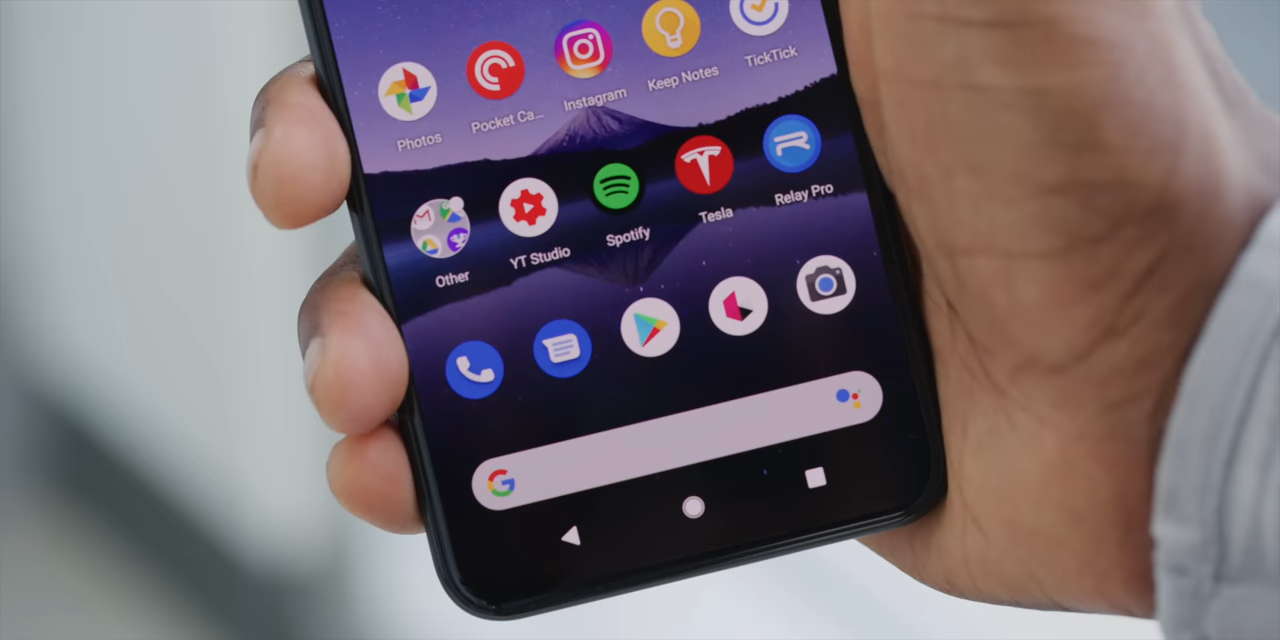 Photos
Pocket Ca...
Instagram
Keep Notes
TickTick
Other
YT Studio
Spotify
Tesla
Relay Pro
G